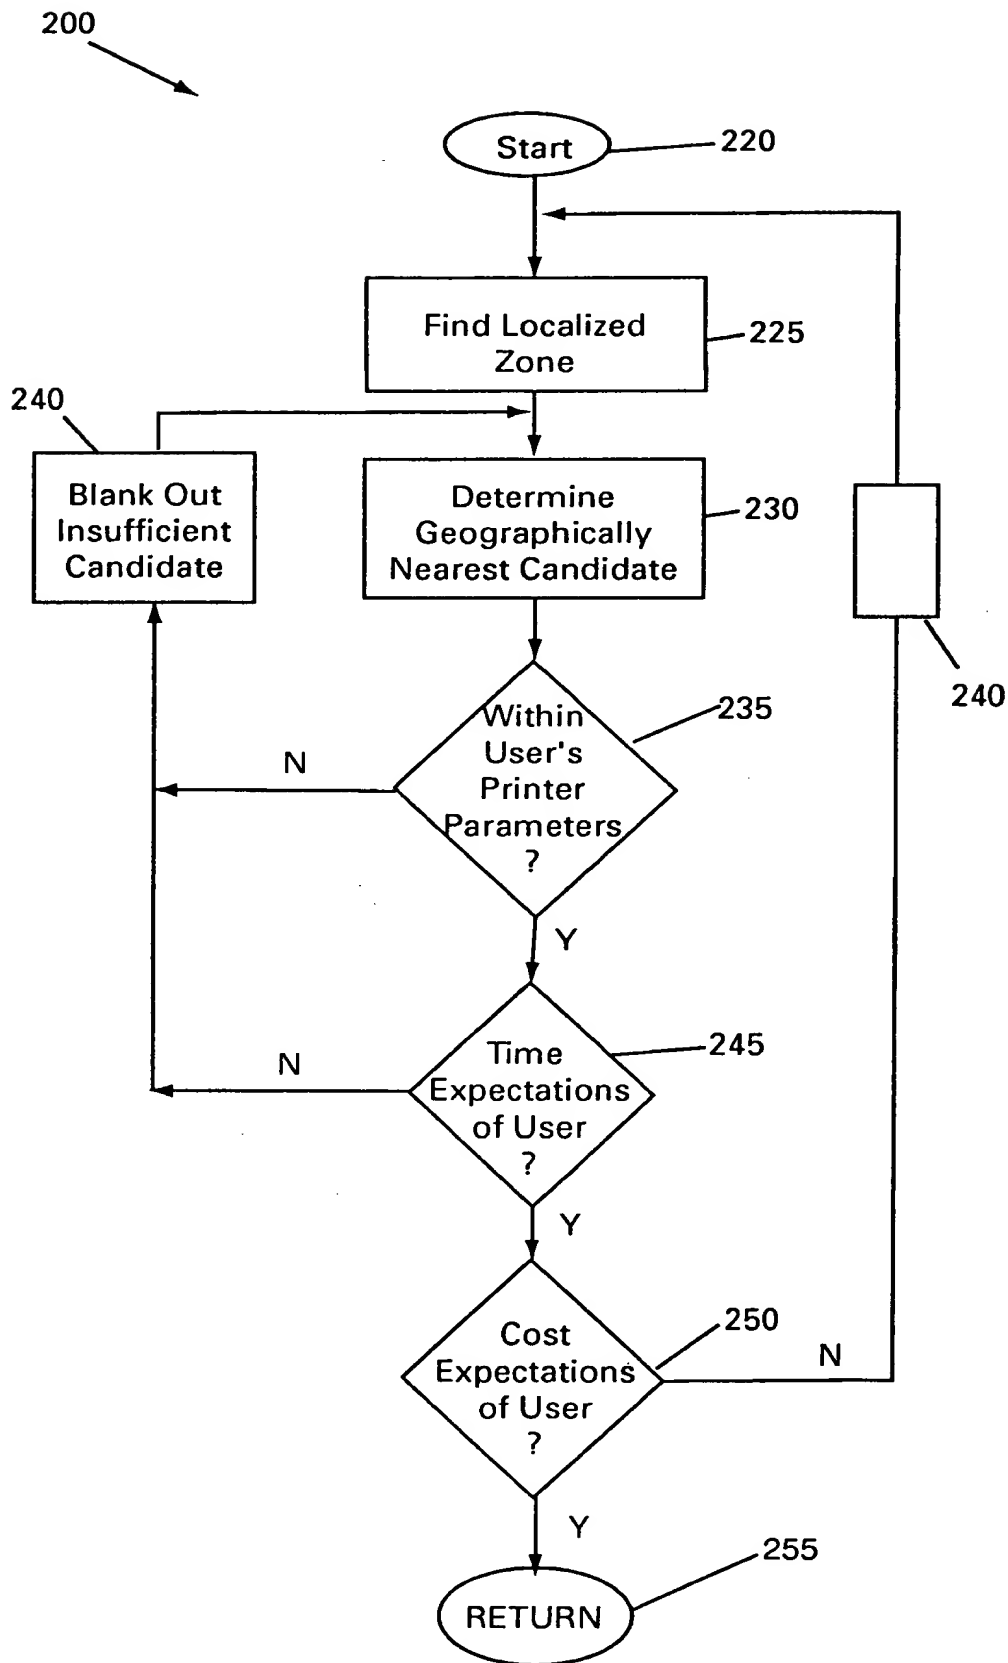 200
Start
220
Find Localized
Zone
225
240
Blank Out
Insufficient
Candidate
Determine
Geographically
Nearest Candidate
230
240
Within
User's
Printer
Parameters
?
235
N
Y
Time
Expectations
of User
?
245
N
Y
Cost
Expectations
of User
?
250
N
Y
RETURN
255